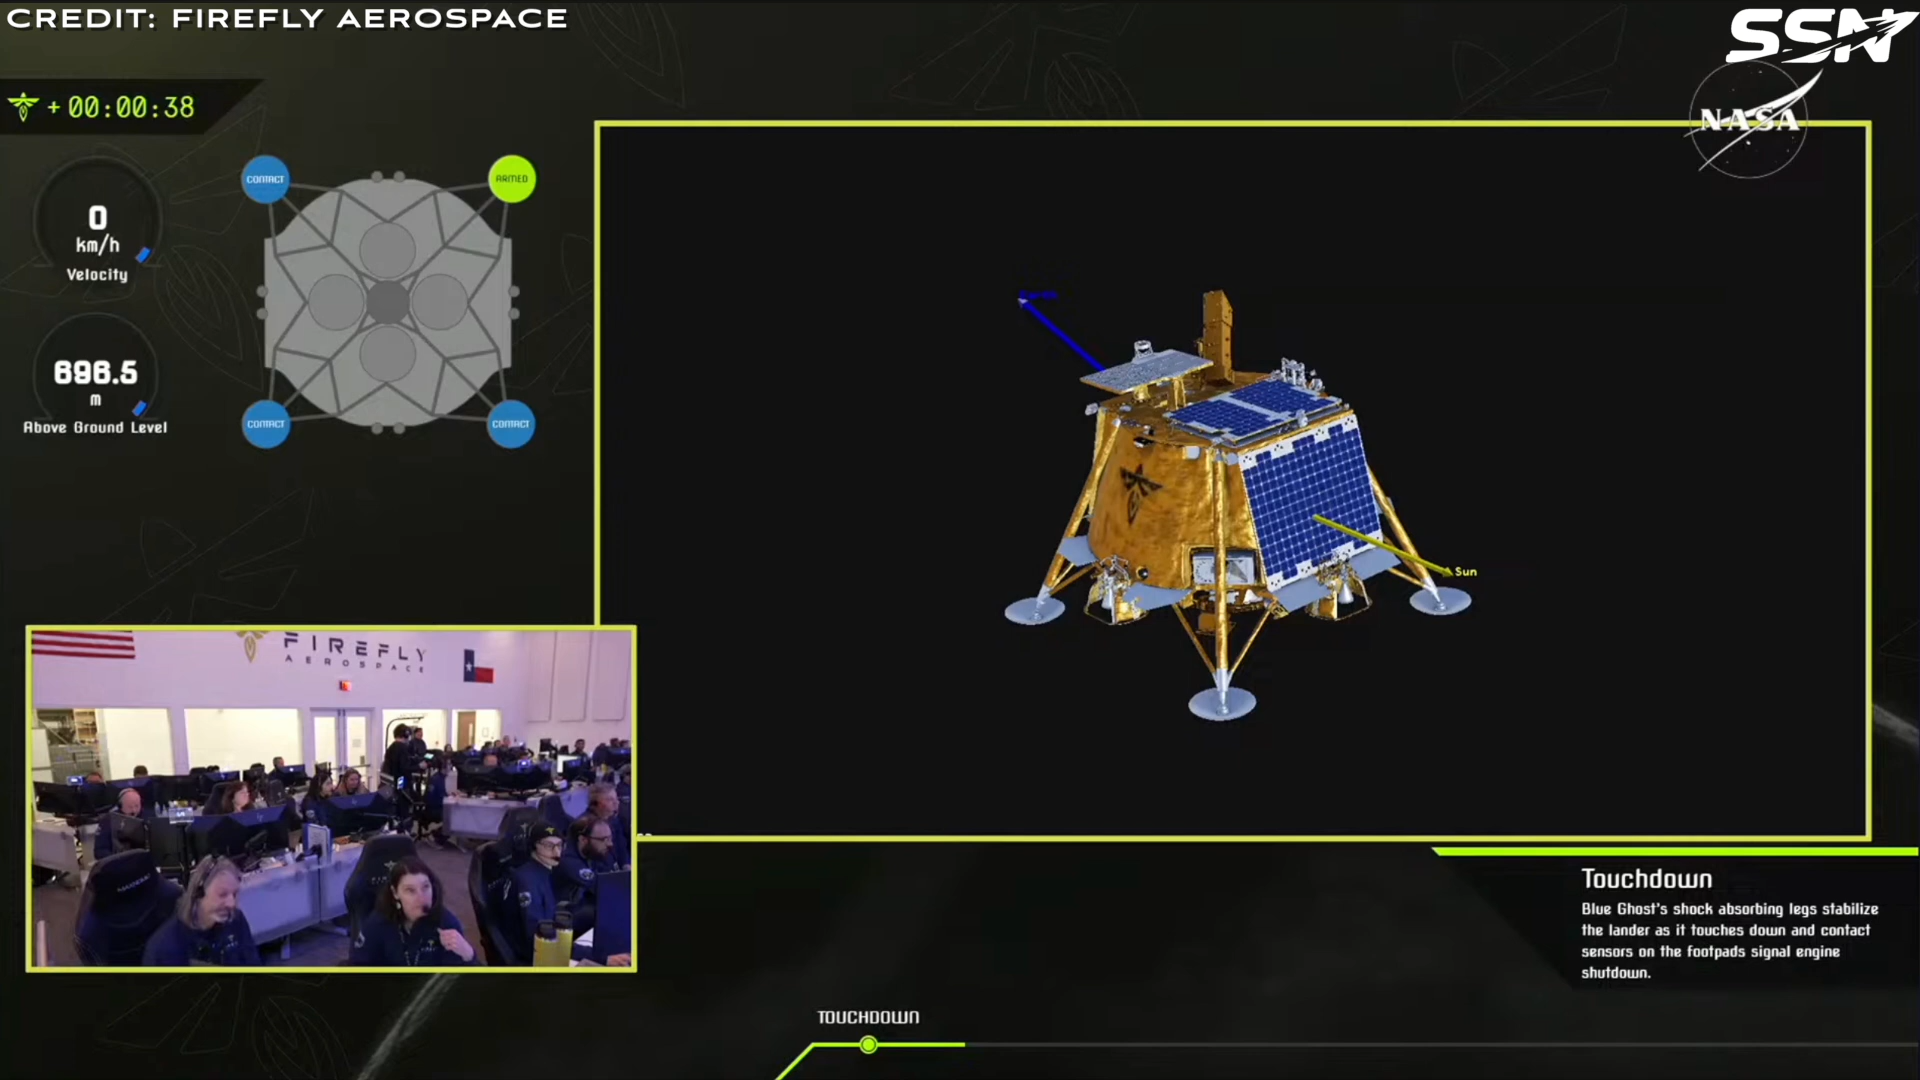 CREDIT: FIREFLY AEROSPACE
SSN
NASA
+ 00:00:38
CONTACT
ARMED
0
km/h
Velocity
696.5
m
Above Ground Level
CONTACT
CONTACT
Sun
FIREFLY
AEROSPACE
Touchdown
Blue Ghost's shock absorbing legs stabilize
the lander as it touches down and contact
sensors on the footpads signal engine
shutdown.
TOUCHDOWN